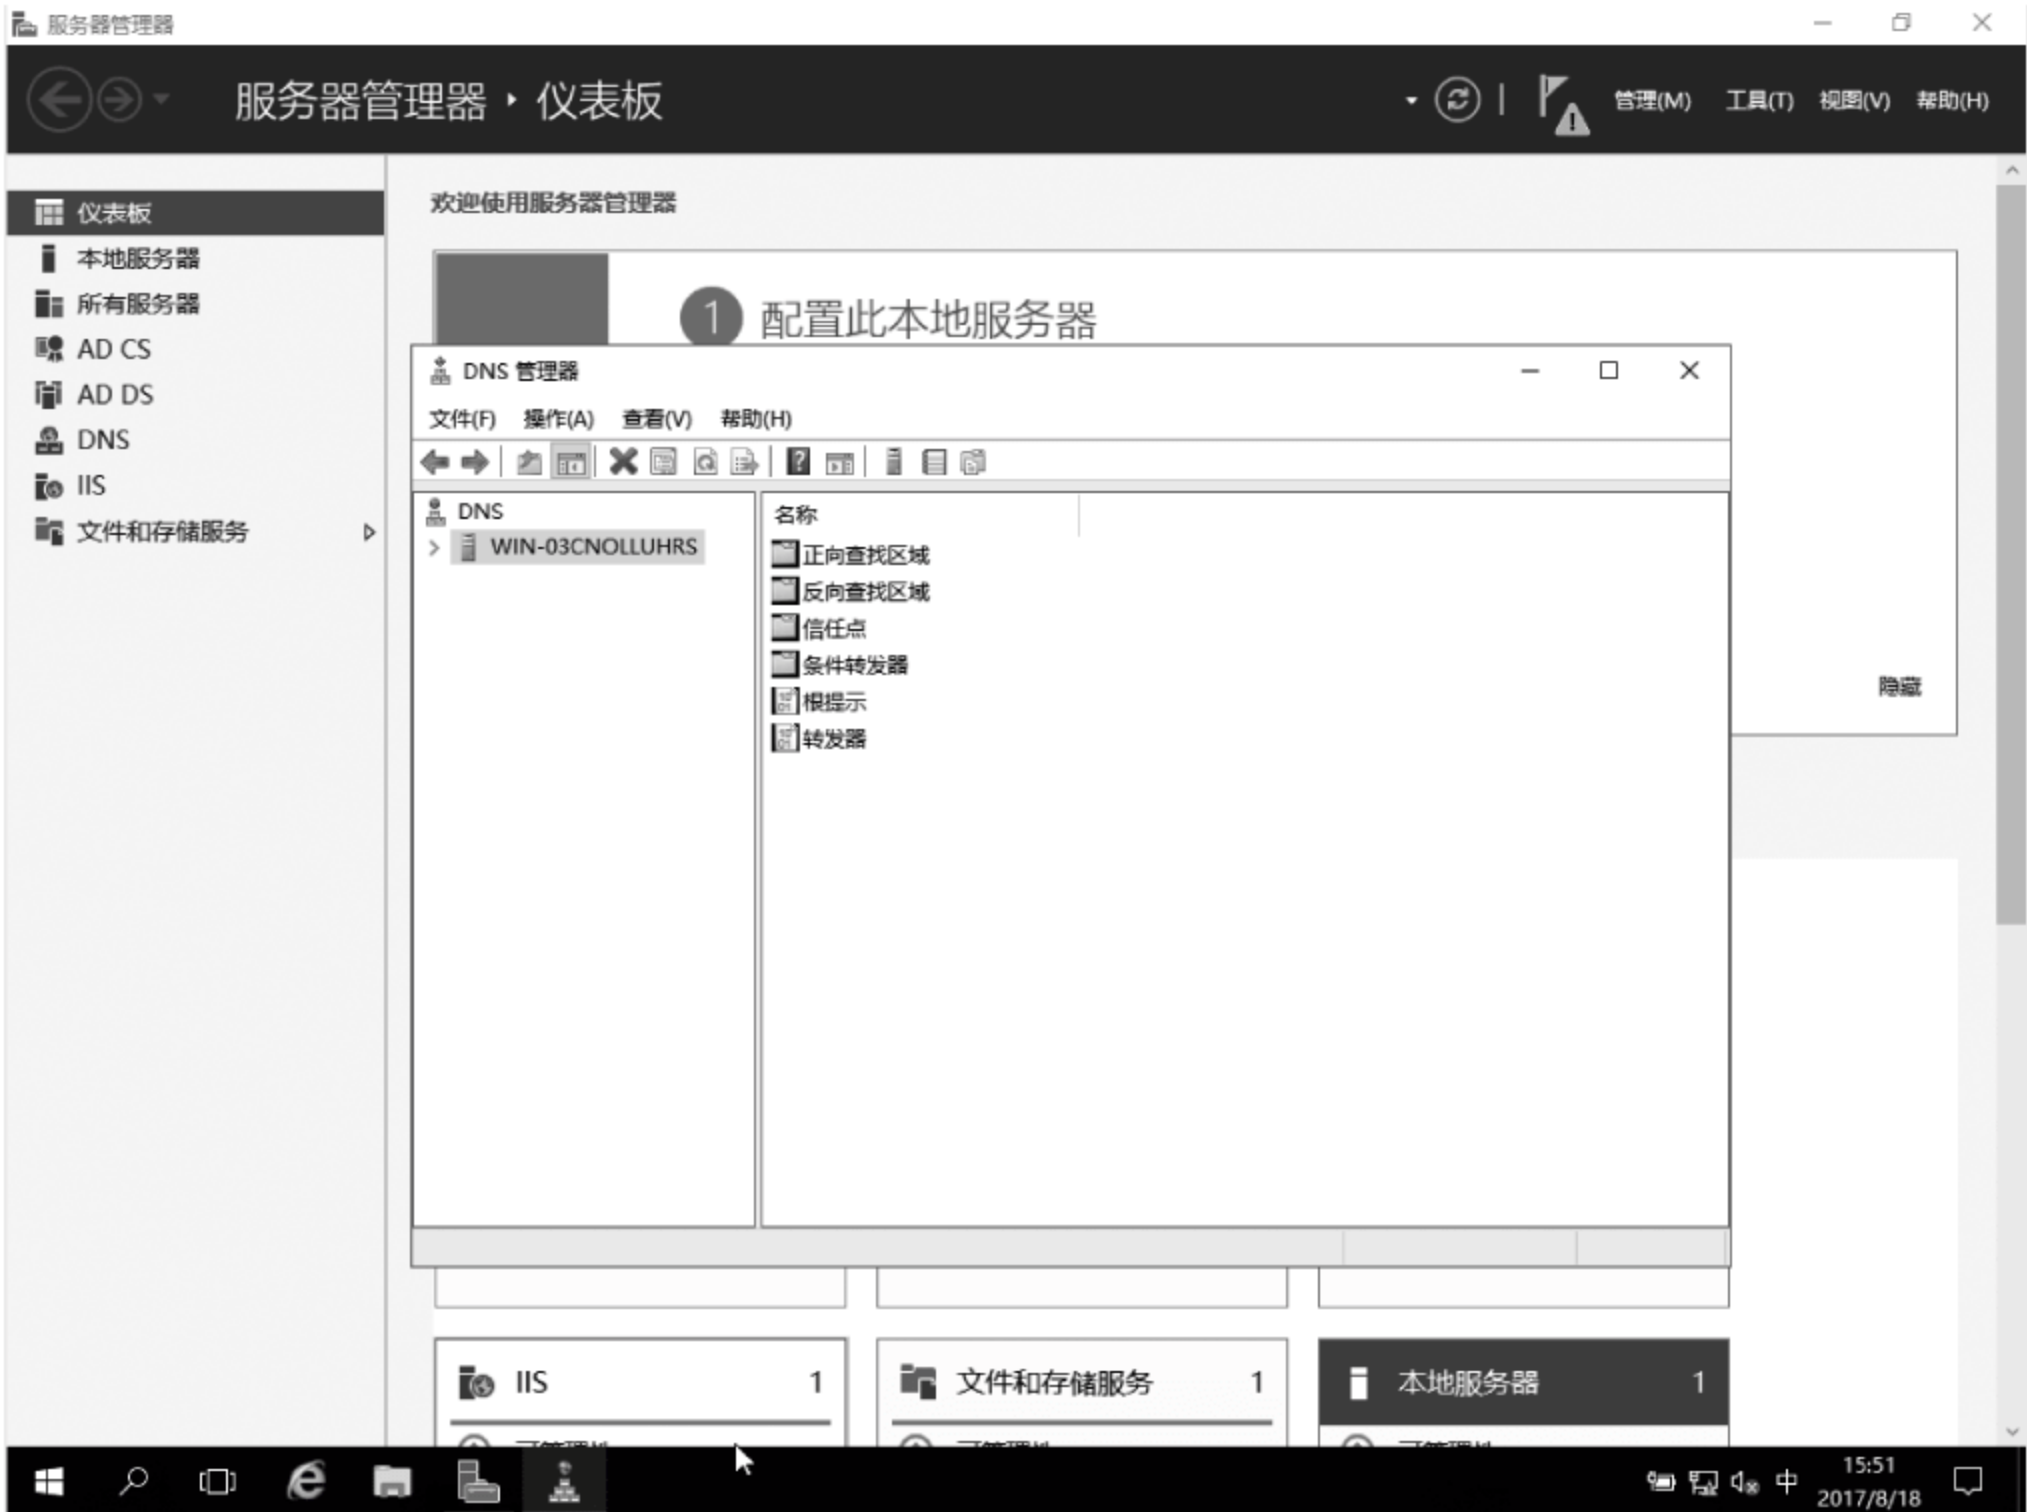 服务器管理器
服务器管理器 · 仪表板
管理(M) 工具(T) 视图(V) 帮助(H)
仪表板
本地服务器
所有服务器
AD CS
AD DS
DNS
IIS
文件和存储服务
欢迎使用服务器管理器
1 配置此本地服务器
隐藏
DNS 管理器
文件(F) 操作(A) 查看(V) 帮助(H)
DNS
WIN-03CNOLLUHRS
名称
正向查找区域
反向查找区域
信任点
条件转发器
根提示
转发器
IIS 1
文件和存储服务 1
本地服务器 1
中
15:51
2017/8/18